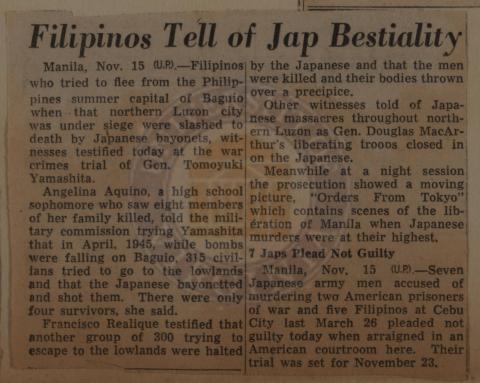 Filipinos Tell of Jap Bestiality
Manila, Nov. 15 (U.P.).—Filipinos
who tried to flee from the Philip-
pines summer capital of Baguio
when that northern Luzon city
was under siege were slashed to
death by Japanese bayonets, wit-
nesses testified today at the war
crimes trial of Gen. Tomoyuki
Yamashita.
Angelina Aquino, a high school
sophomore who saw eight members
of her family killed, told the mili-
tary commission trying Yamashita
that in April, 1945, while bombs
were falling on Baguio, 315 civil-
ians tried to go to the lowlands
and that the Japanese bayonetted
and shot them. There were only
four survivors, she said.
Francisco Realique testified that
another group of 300 trying to
escape to the lowlands were halted
by the Japanese and that the men
were killed and their bodies thrown
over a precipice.
Other witnesses told of Japa-
nese massacres throughout north-
ern Luzon as Gen. Douglas MacAr-
thur's liberating trooos closed in
on the Japanese.
Meanwhile at a night session
the prosecution showed a moving
picture, "Orders From Tokyo"
which contains scenes of the lib-
eration of Manila when Japanese
murders were at their highest.
7 Japs Plead Not Guilty
Manila, Nov. 15 (U.P.).—Seven
Japanese army men accused of
murdering two American prisoners
of war and five Filipinos at Cebu
City last March 26 pleaded not
guilty today when arraigned in an
American courtroom here. Their
trial was set for November 23.